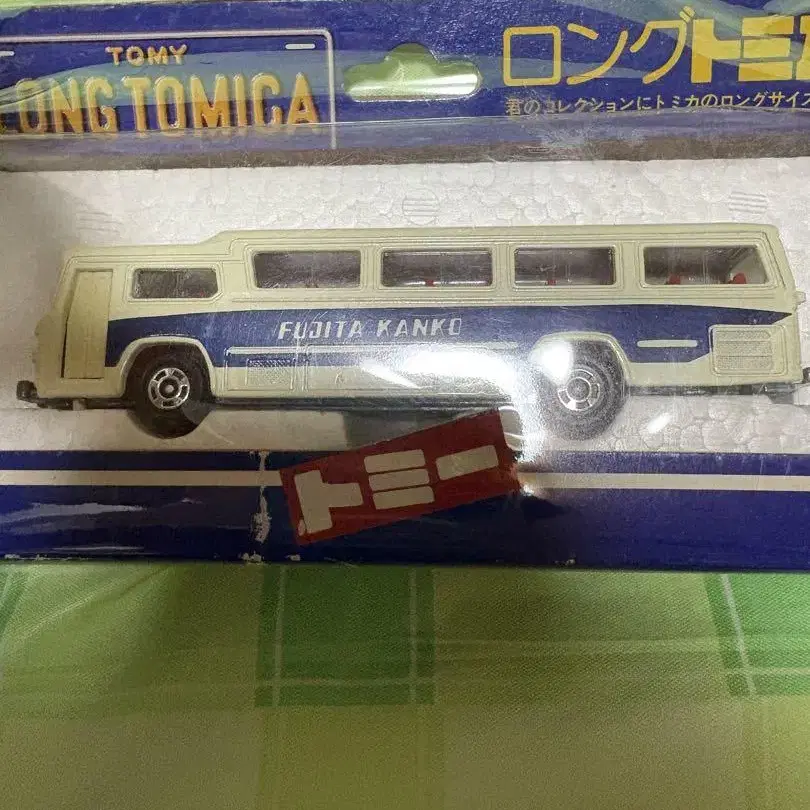 TOMY
LONG TOMICA
ロングトミカ
君のコレクションにトミカのロングサイズ
FUJITA KANKO
トミー